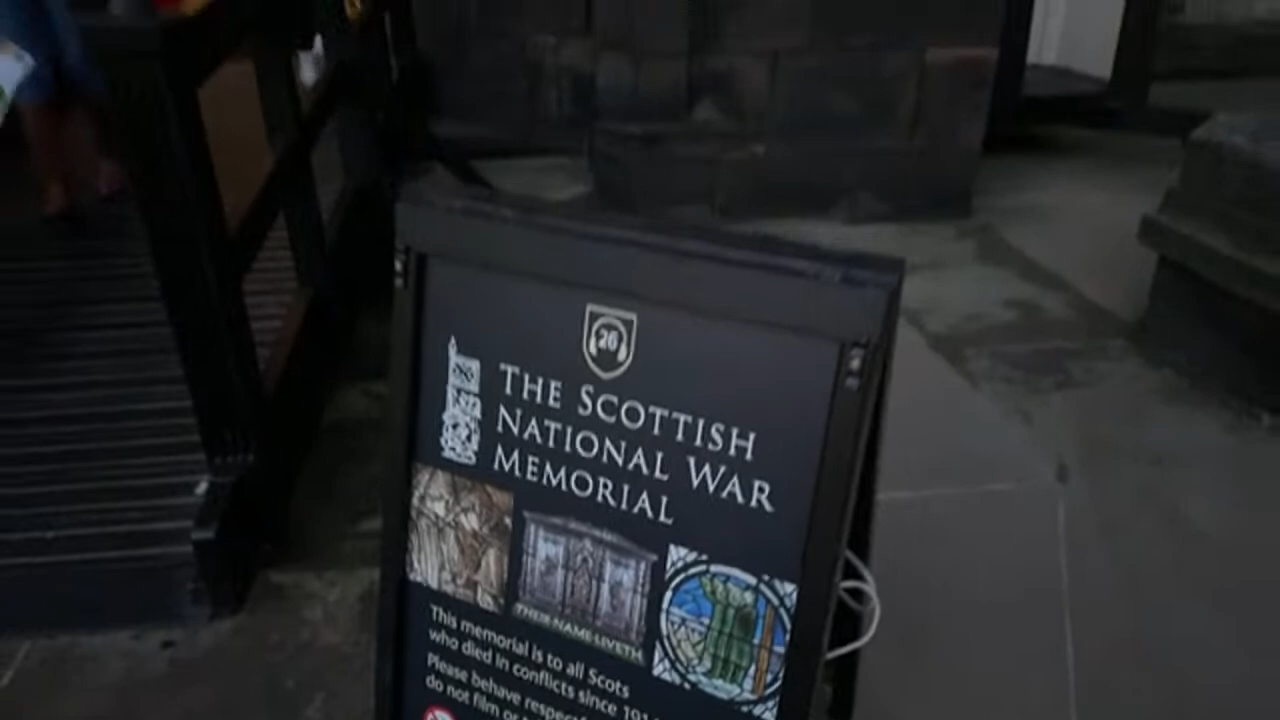 26
THE SCOTTISH
NATIONAL WAR
MEMORIAL
THEIR NAME LIVETH
This memorial is to all Scots
who died in conflicts since
Please behave
do not film or